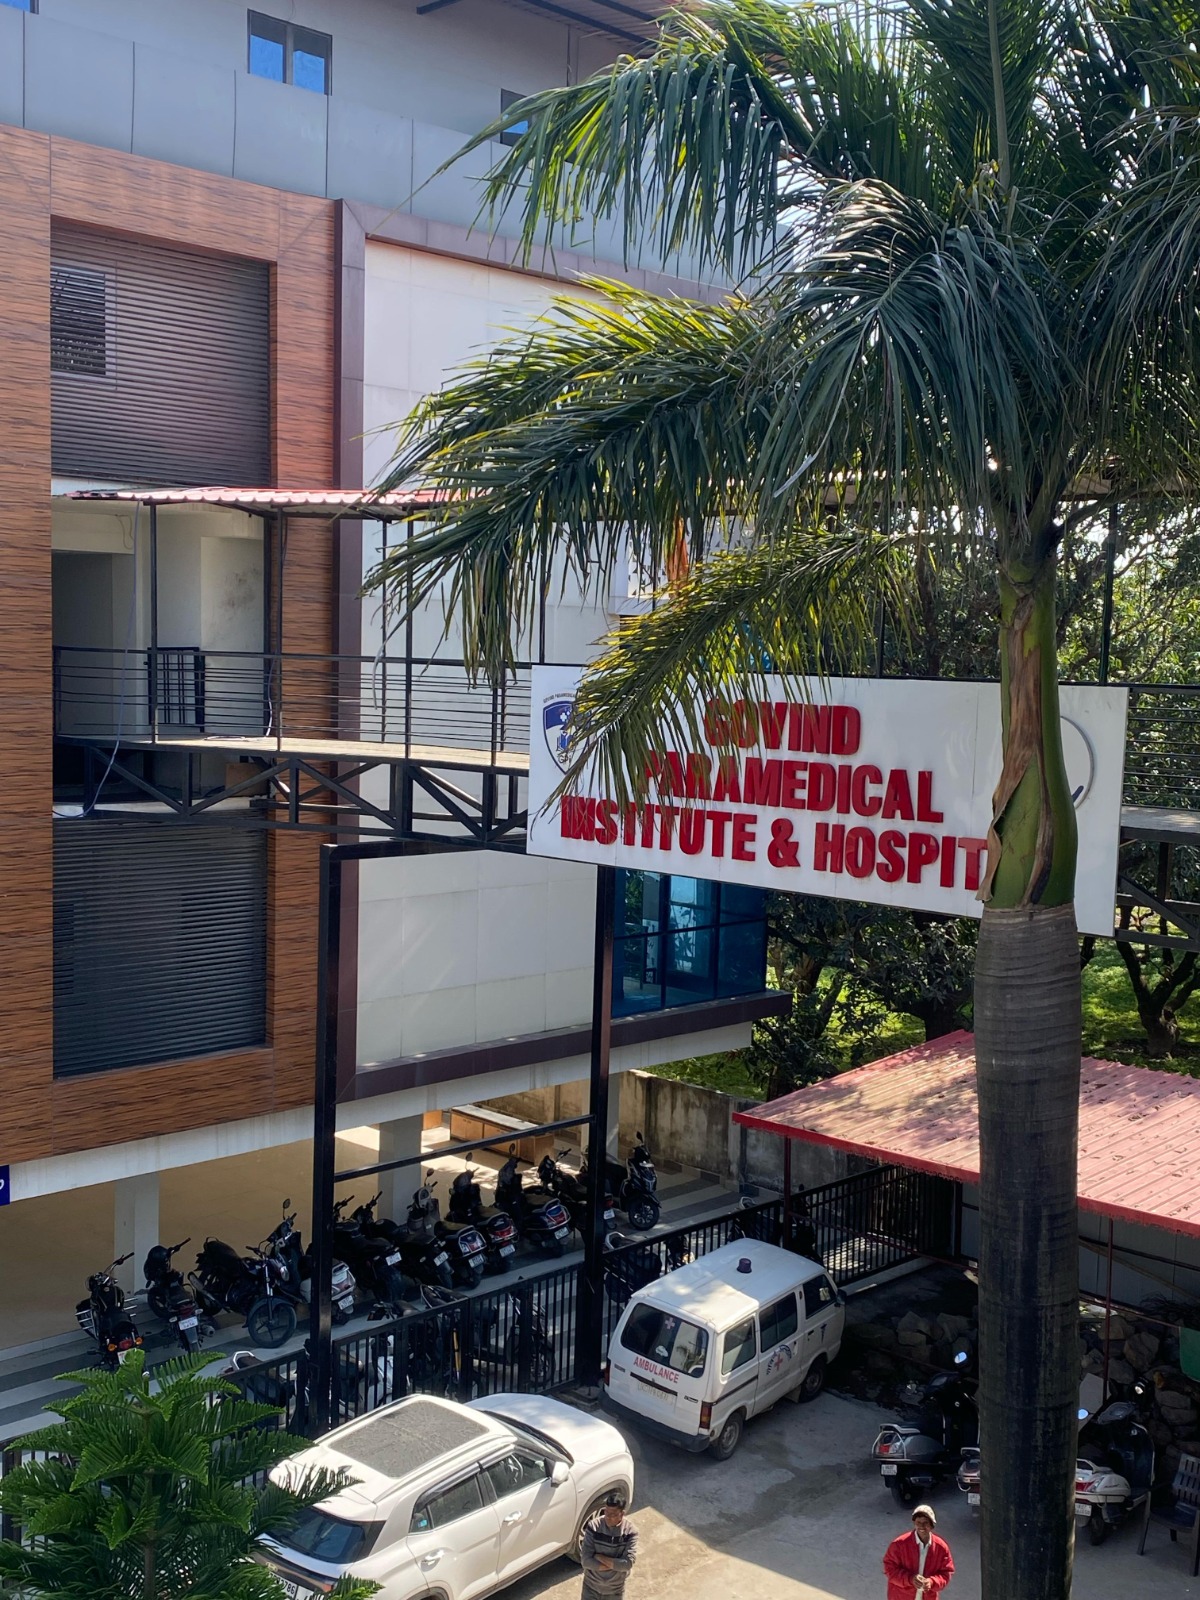 GOVIND
PARAMEDICAL
INSTITUTE & HOSPIT
AMBULANCE